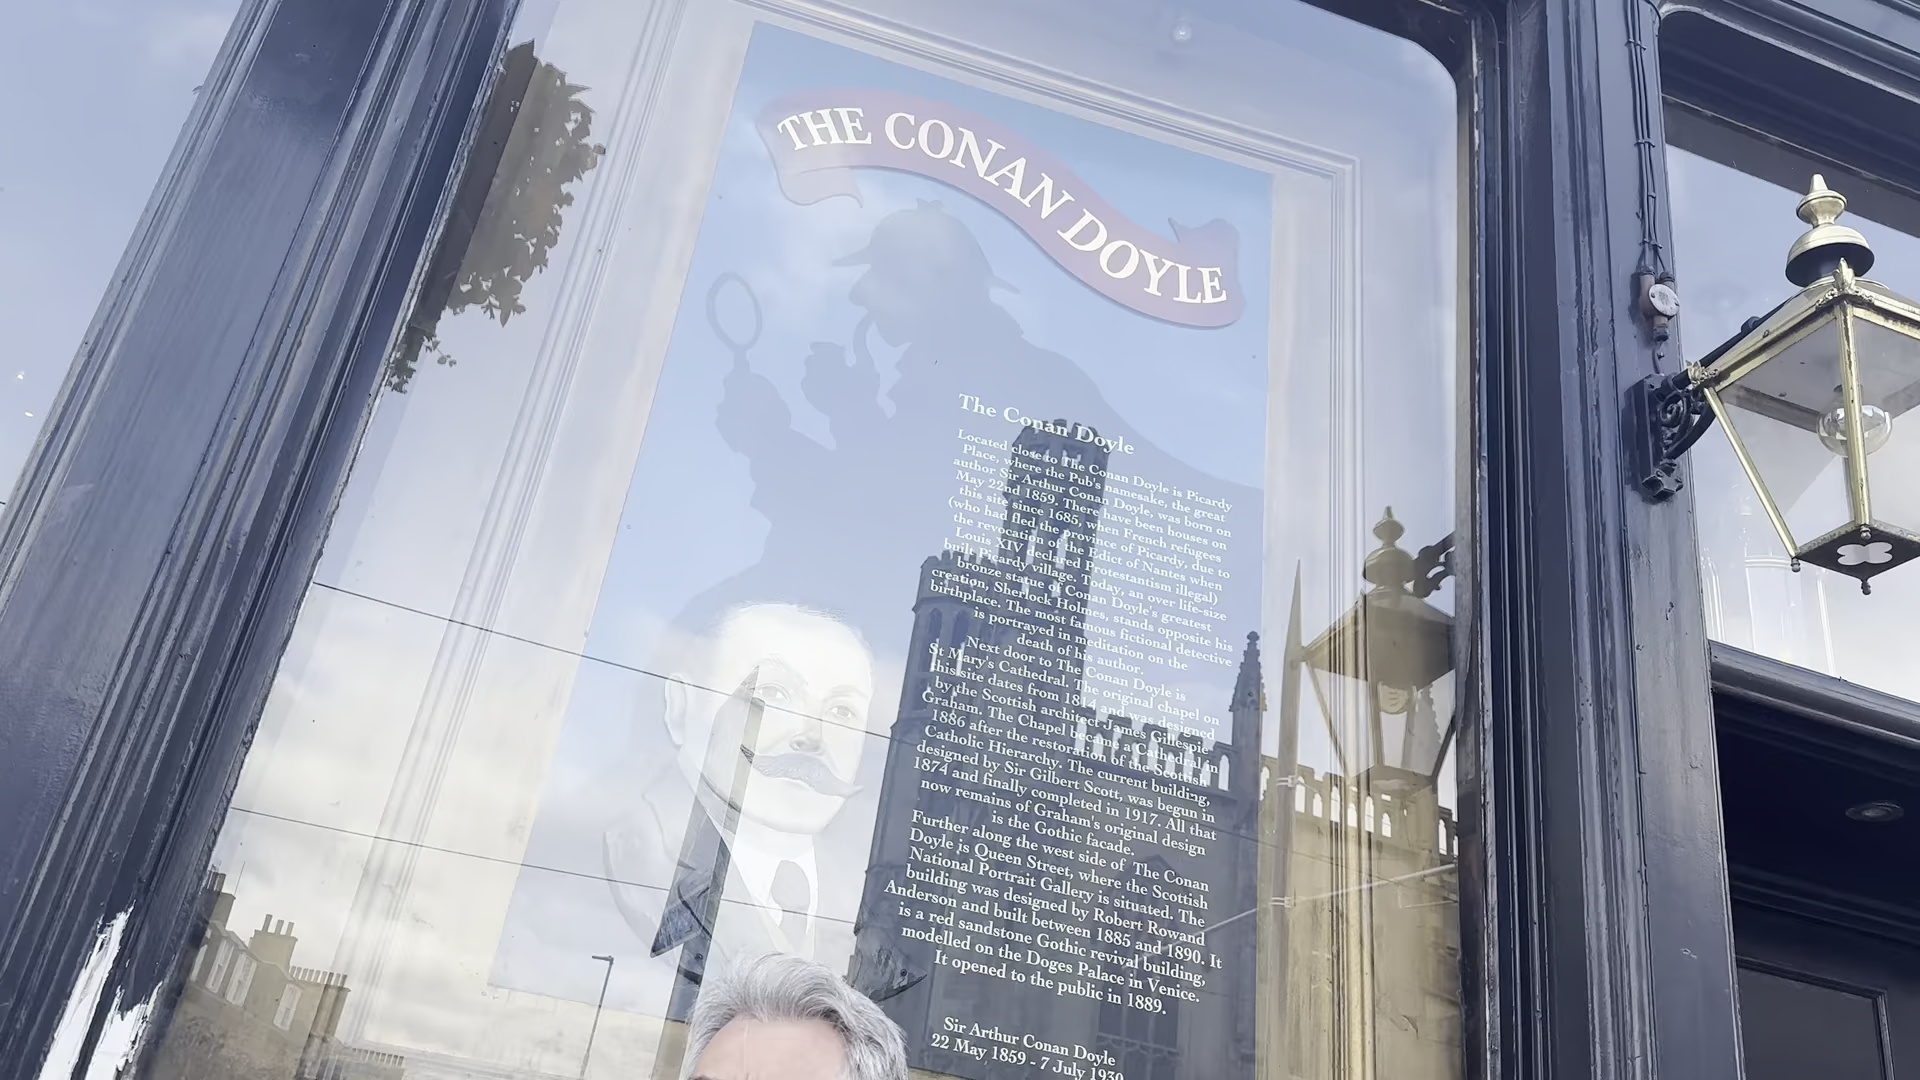 THE CONAN DOYLE
The Conan Doyle
Located close to The Conan Doyle is Picardy
Place, where the Pub's namesake, the great
author Sir Arthur Conan Doyle, was born on
May 22nd 1859. There have been houses on
this site since 1685, when French refugees
(who had fled the province of Picardy, due to
the revocation of the Edict of Nantes when
Louis XIV declared Protestantism illegal)
built Picardy village. Today, an over life-size
bronze statue of Conan Doyle's greatest
creation, Sherlock Holmes, stands opposite his
birthplace. The most famous fictional detective
is portrayed in meditation on the
death of his author.
Next door to The Conan Doyle is
St Mary's Cathedral. The original chapel on
this site dates from 1814 and was designed
by the Scottish architect James Gillespie
Graham. The Chapel became a Cathedral in
1886 after the restoration of the Scottish
Catholic Hierarchy. The current building,
designed by Sir Gilbert Scott, was begun in
1874 and finally completed in 1917. All that
now remains of Graham's original design
is the Gothic facade.
Further along the west side of The Conan
Doyle is Queen Street, where the Scottish
National Portrait Gallery is situated. The
building was designed by Robert Rowand
Anderson and built between 1885 and 1890. It
is a red sandstone Gothic revival building,
modelled on the Doges Palace in Venice.
It opened to the public in 1889.
Sir Arthur Conan Doyle
22 May 1859 - 7 July 1930